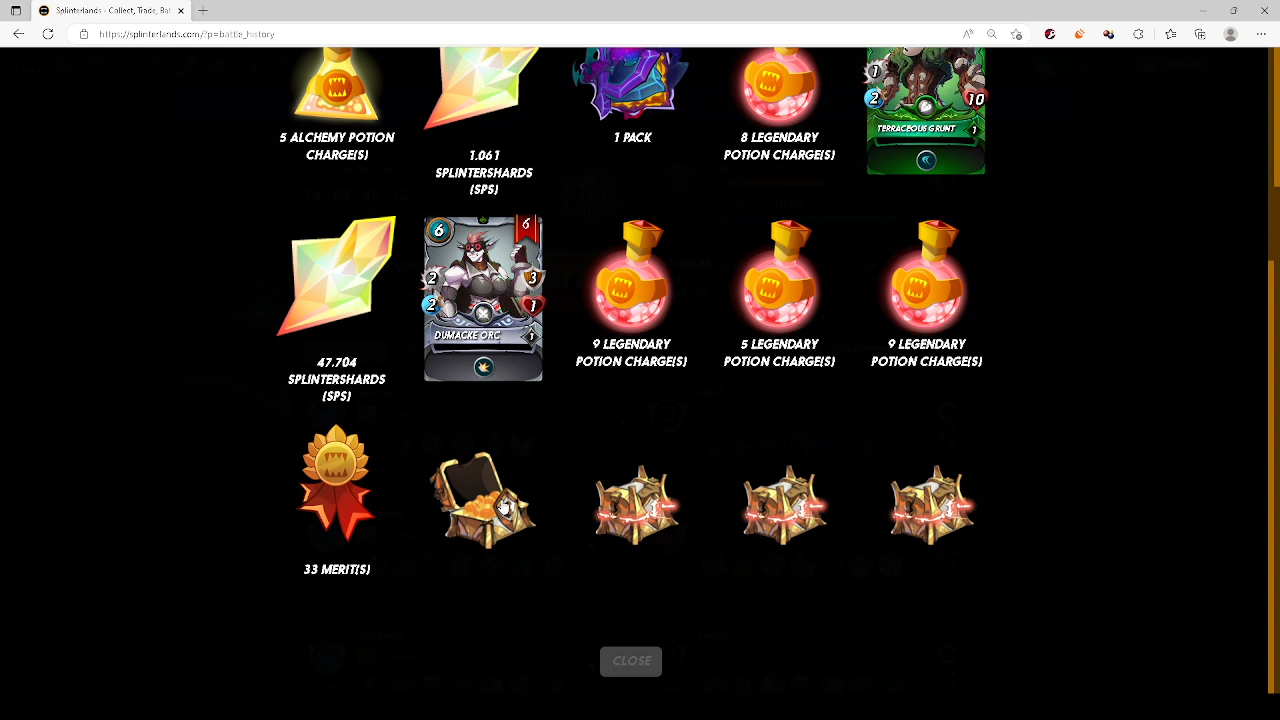 Splinterlands - Collect, Trade, Bat
https://splinterlands.com/?p=battle_history
5 ALCHEMY POTION
CHARGE(S)
1.061
SPLINTERSHARDS
(SPS)
1 PACK
8 LEGENDARY
POTION CHARGE(S)
1
2
10
TERRACEOUS GRUNT
1
47.704
SPLINTERSHARDS
(SPS)
6
6
2
3
2
1
DUMACKE ORC
1
9 LEGENDARY
POTION CHARGE(S)
5 LEGENDARY
POTION CHARGE(S)
9 LEGENDARY
POTION CHARGE(S)
33 MERIT(S)
CLOSE